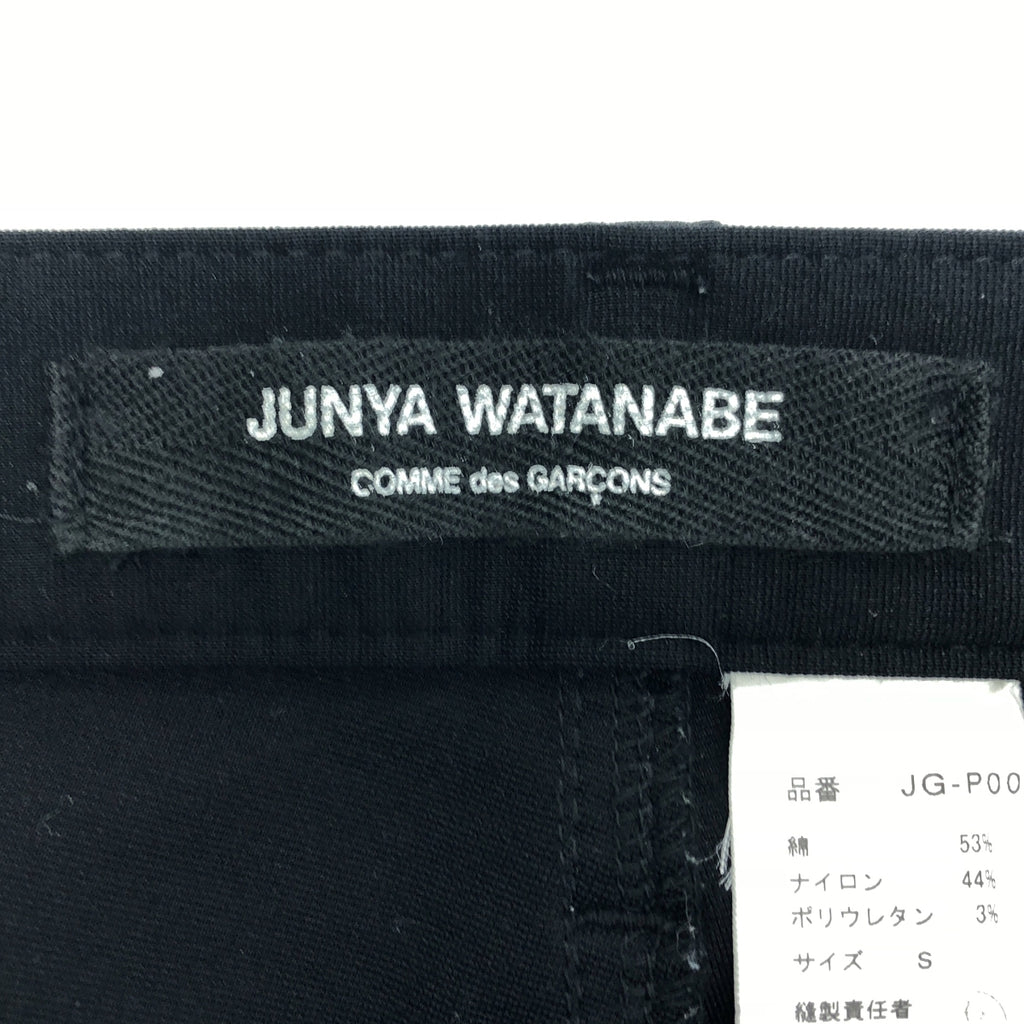 JUNYA WATANABE
COMME des GARÇONS
品番 JG-P00
綿 53%
ナイロン 44%
ポリウレタン 3%
サイズ S
縫製責任者